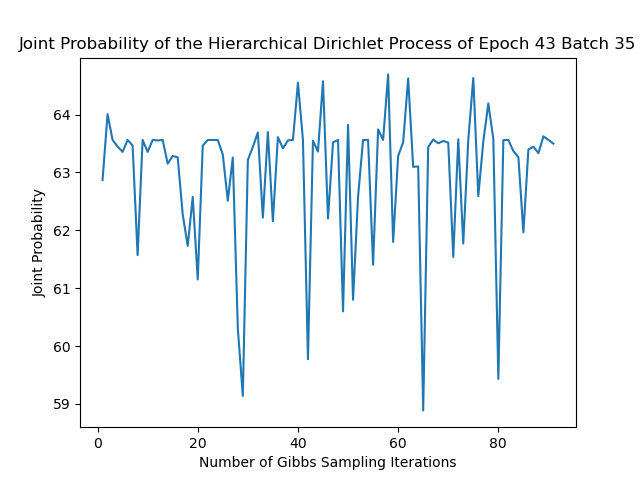 Joint Probability of the Hierarchical Dirichlet Process of Epoch 43 Batch 35
64
63
62
61
60
59
Joint Probability
0 20 40 60 80
Number of Gibbs Sampling Iterations